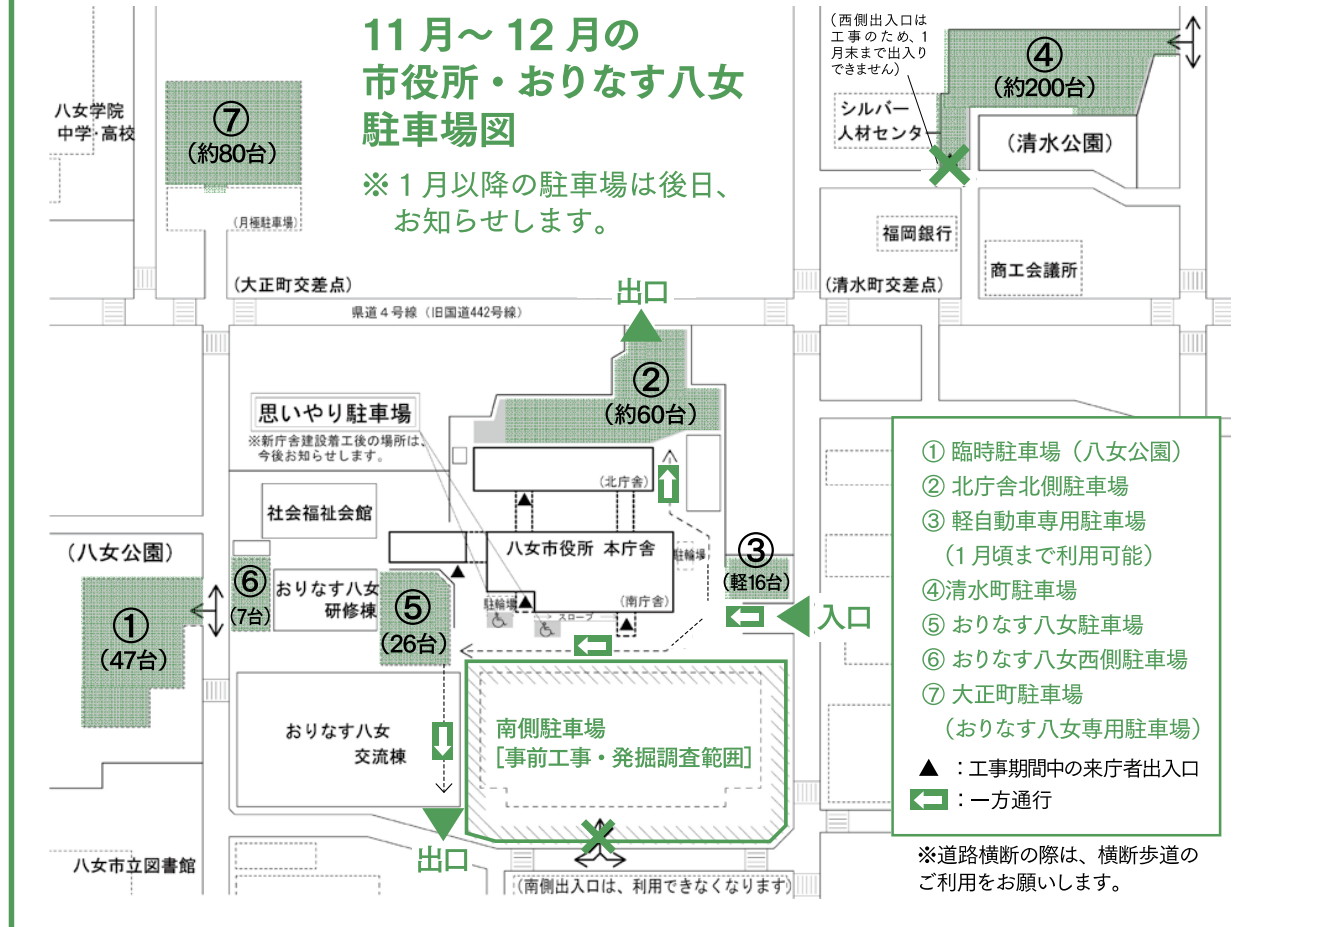 11月～12月の
市役所・おりなす八女
駐車場図
※１月以降の駐車場は後日、
お知らせします。
（西側出入口は
工事のため、1
月末まで出入り
できません）
④
（約200台）
シルバー
人材センター
（清水公園）
八女学院
中学・高校
⑦
（約80台）
（月極駐車場）
福岡銀行
商工会議所
（大正町交差点）
（清水町交差点）
出口
県道４号線（旧国道442号線）
②
（約60台）
思いやり駐車場
※新庁舎建設着工後の場所は、
今後お知らせします。
（北庁舎）
社会福祉会館
八女市役所 本庁舎
駐輪場
③
（軽16台）
（八女公園）
①
（47台）
⑥
（7台）
おりなす八女
研修棟
⑤
（26台）
駐輪場
スロープ
（南庁舎）
入口
おりなす八女
交流棟
南側駐車場
［事前工事・発掘調査範囲］
出口
八女市立図書館
（南側出入口は、利用できなくなります）
① 臨時駐車場（八女公園）
② 北庁舎北側駐車場
③ 軽自動車専用駐車場
（１月頃まで利用可能）
④清水町駐車場
⑤ おりなす八女駐車場
⑥ おりなす八女西側駐車場
⑦ 大正町駐車場
（おりなす八女専用駐車場）
▲：工事期間中の来庁者出入口
：一方通行
※道路横断の際は、横断歩道の
ご利用をお願いします。